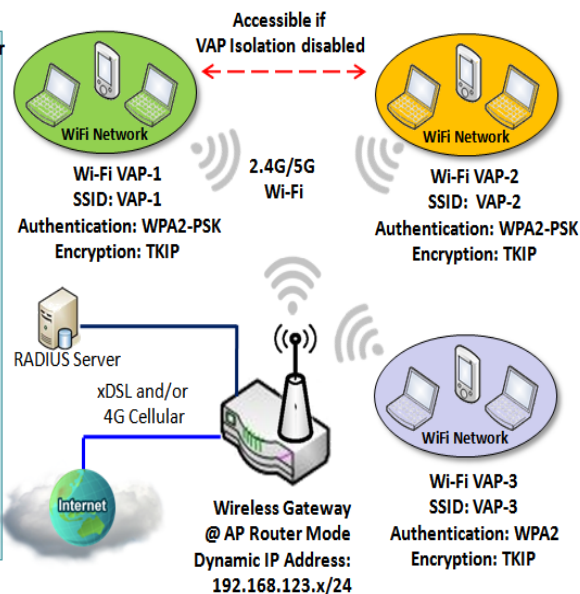 Accessible if
VAP Isolation disabled
r
WiFi Network
Wi-Fi VAP-1
SSID: VAP-1
Authentication: WPA2-PSK
Encryption: TKIP
2.4G/5G
Wi-Fi
WiFi Network
Wi-Fi VAP-2
SSID: VAP-2
Authentication: WPA2-PSK
Encryption: TKIP
RADIUS Server
xDSL and/or
4G Cellular
Internet
Wireless Gateway
@ AP Router Mode
Dynamic IP Address:
192.168.123.x/24
WiFi Network
Wi-Fi VAP-3
SSID: VAP-3
Authentication: WPA2
Encryption: TKIP